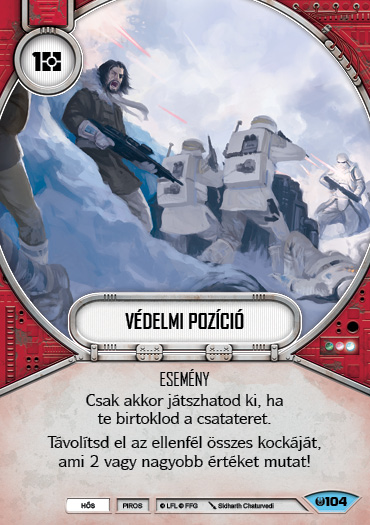 1
VÉDELMI POZÍCIÓ
ESEMÉNY
Csak akkor játszhatod ki, ha
te birtoklod a csatateret.
Távolítsd el az ellenfél összes kockáját,
ami 2 vagy nagyobb értéket mutat!
HŐS PIROS © LFL © FFG Sidharth Chaturvedi 104